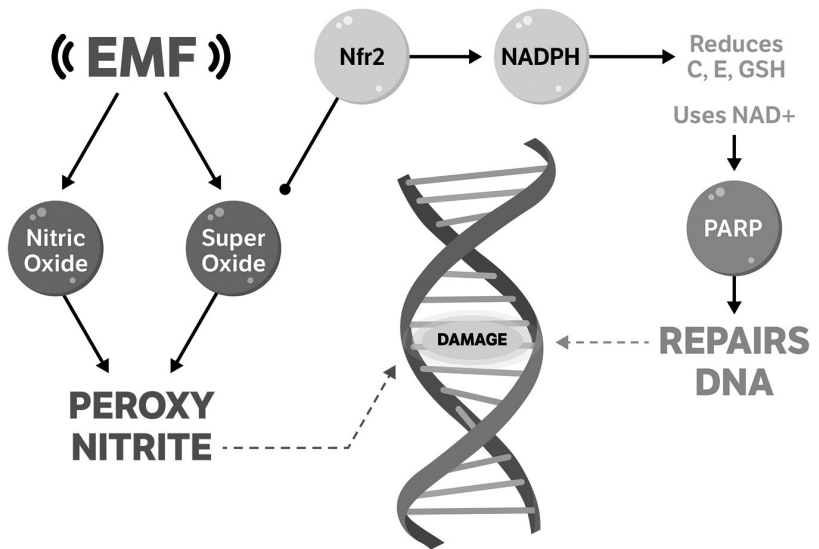 EMF
Nfr2
NADPH
Reduces
C, E, GSH
Uses NAD+
Nitric
Oxide
Super
Oxide
PARP
DAMAGE
REPAIRS
DNA
PEROXY
NITRITE